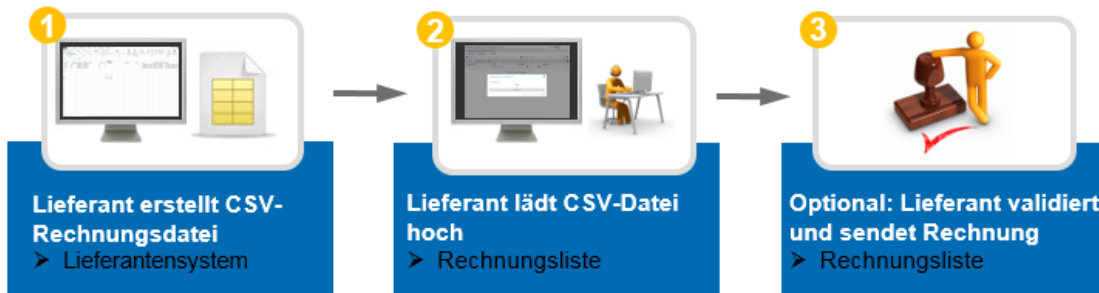 1
Lieferant erstellt CSV-
Rechnungsdatei
➢ Lieferantensystem
2
Lieferant lädt CSV-Datei
hoch
➢ Rechnungsliste
3
Optional: Lieferant validiert
und sendet Rechnung
➢ Rechnungsliste